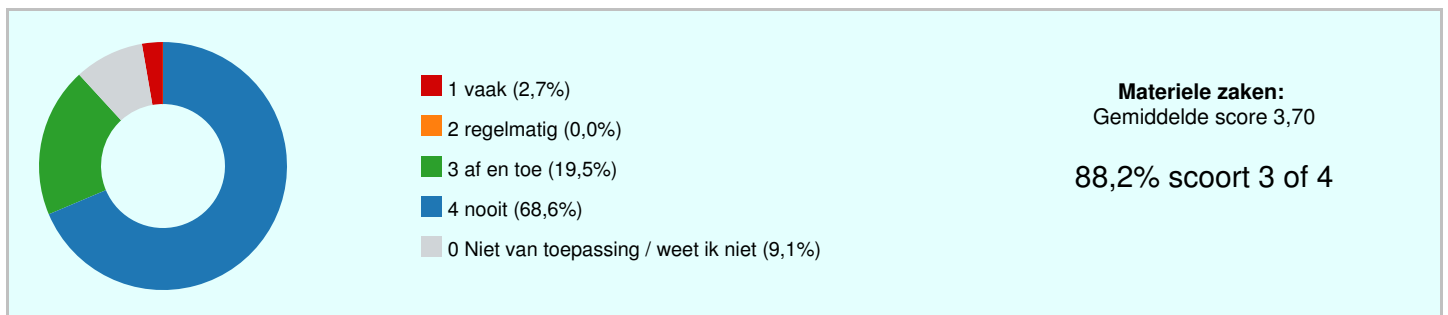 1 vaak (2,7%)
2 regelmatig (0,0%)
3 af en toe (19,5%)
4 nooit (68,6%)
0 Niet van toepassing / weet ik niet (9,1%)
Materiele zaken:
Gemiddelde score 3,70
88,2% scoort 3 of 4